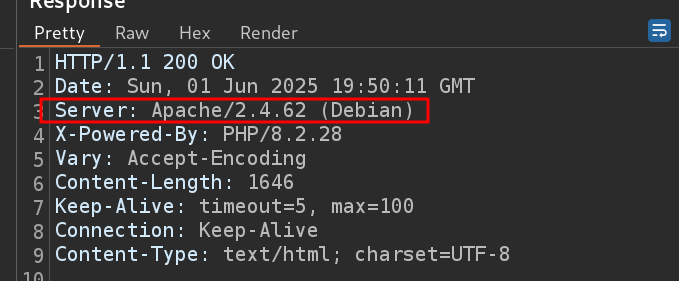 Response
Pretty Raw Hex Render
1 HTTP/1.1 200 OK
2 Date: Sun, 01 Jun 2025 19:50:11 GMT
3 Server: Apache/2.4.62 (Debian)
4 X-Powered-By: PHP/8.2.28
5 Vary: Accept-Encoding
6 Content-Length: 1646
7 Keep-Alive: timeout=5, max=100
8 Connection: Keep-Alive
9 Content-Type: text/html; charset=UTF-8
10